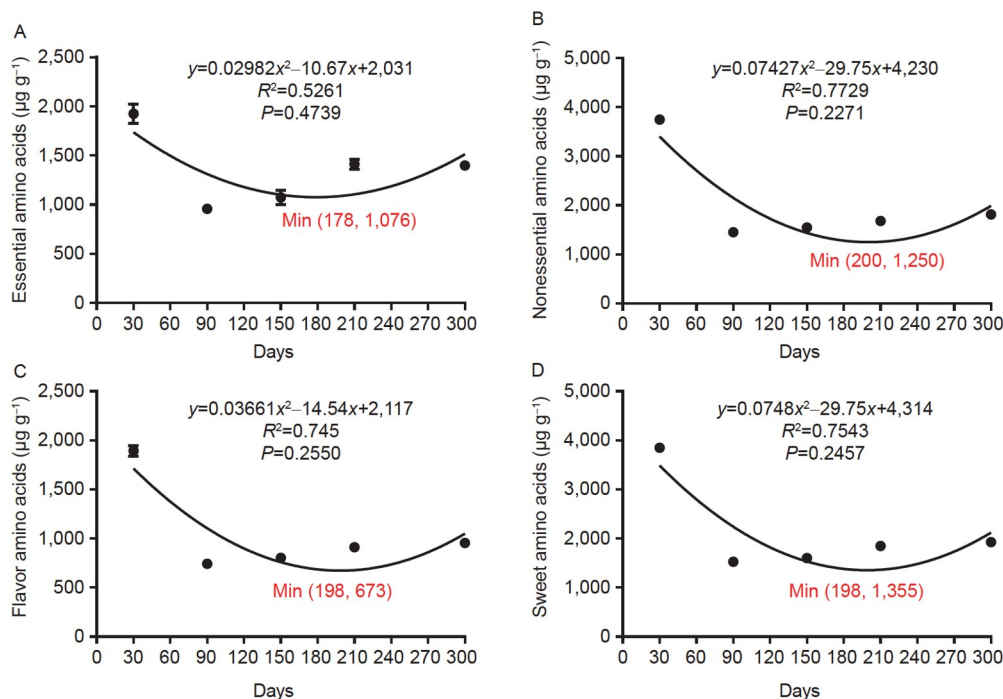 A
Essential amino acids (µg g⁻¹)
2,500
2,000
1,500
1,000
500
0
y=0.02982x²–10.67x+2,031
R²=0.5261
P=0.4739
Min (178, 1,076)
0 30 60 90 120 150 180 210 240 270 300
Days
B
Nonessential amino acids (µg g⁻¹)
5,000
4,000
3,000
2,000
1,000
0
y=0.07427x²–29.75x+4,230
R²=0.7729
P=0.2271
Min (200, 1,250)
0 30 60 90 120 150 180 210 240 270 300
Days
C
Flavor amino acids (µg g⁻¹)
2,500
2,000
1,500
1,000
500
0
y=0.03661x²–14.54x+2,117
R²=0.745
P=0.2550
Min (198, 673)
0 30 60 90 120 150 180 210 240 270 300
Days
D
Sweet amino acids (µg g⁻¹)
5,000
4,000
3,000
2,000
1,000
0
y=0.0748x²–29.75x+4,314
R²=0.7543
P=0.2457
Min (198, 1,355)
0 30 60 90 120 150 180 210 240 270 300
Days